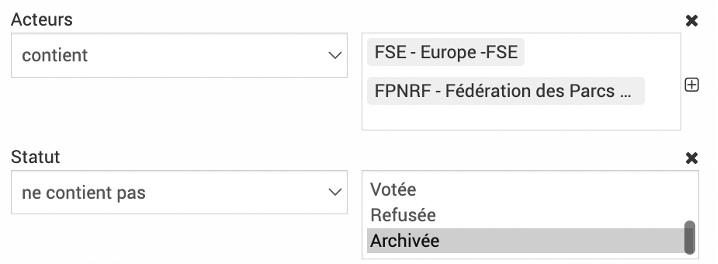 Acteurs
contient
FSE - Europe -FSE
FPNRF - Fédération des Parcs ...
Statut
ne contient pas
Votée
Refusée
Archivée